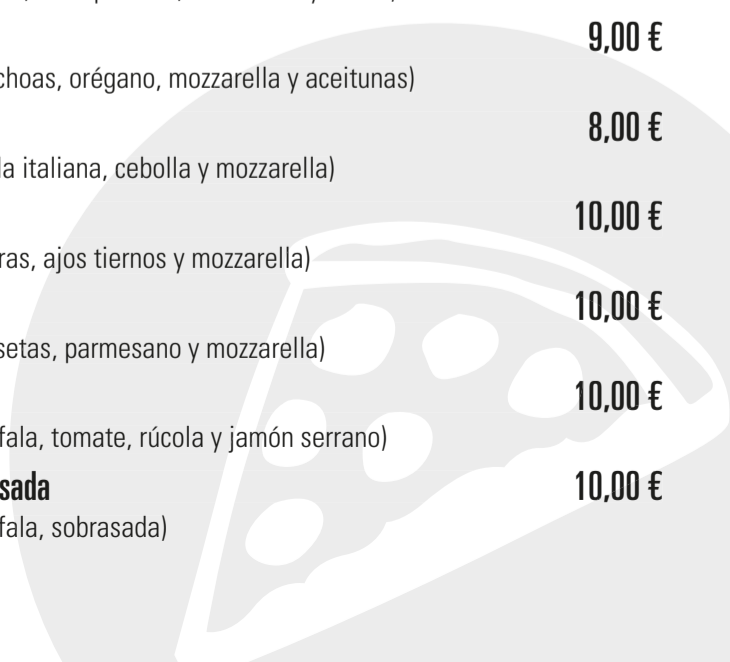 9,00 €
choas, orégano, mozzarella y aceitunas)
8,00 €
la italiana, cebolla y mozzarella)
10,00 €
ras, ajos tiernos y mozzarella)
10,00 €
setas, parmesano y mozzarella)
10,00 €
fala, tomate, rúcola y jamón serrano)
sada 10,00 €
fala, sobrasada)